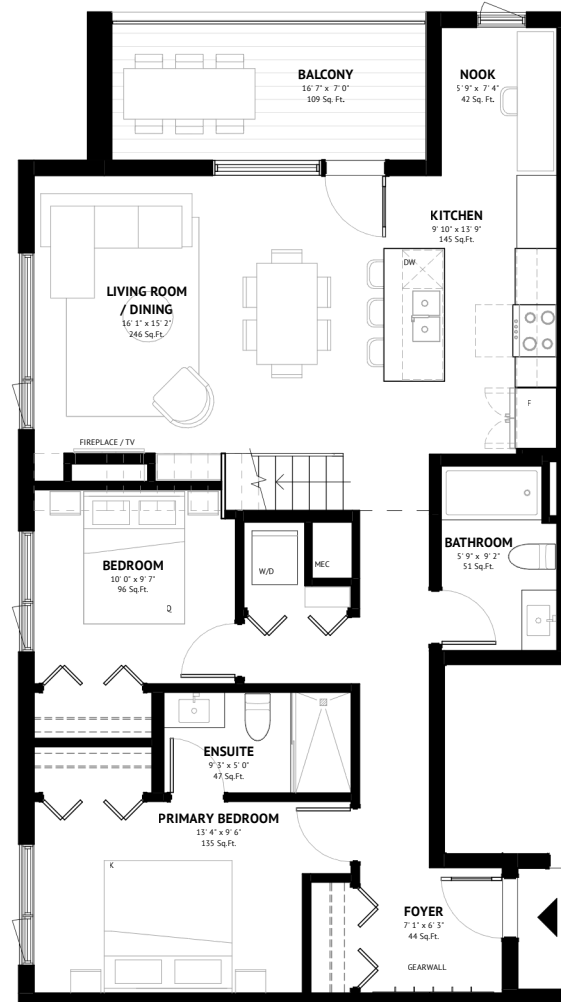 BALCONY
16' 7" x 7' 0"
109 Sq. Ft.
NOOK
5' 9" x 7' 4"
42 Sq. Ft.
KITCHEN
9' 10" x 13' 9"
145 Sq.Ft.
DW
LIVING ROOM
/ DINING
16' 1" x 15' 2"
246 Sq.Ft.
F
FIREPLACE / TV
BEDROOM
10' 0" x 9' 7"
96 Sq.Ft.
Q
W/D
MEC
BATHROOM
5' 9" x 9' 2"
51 Sq.Ft.
ENSUITE
9' 3" x 5' 0"
47 Sq.Ft.
PRIMARY BEDROOM
13' 4" x 9' 6"
135 Sq.Ft.
K
FOYER
7' 1" x 6' 3"
44 Sq.Ft.
GEARWALL